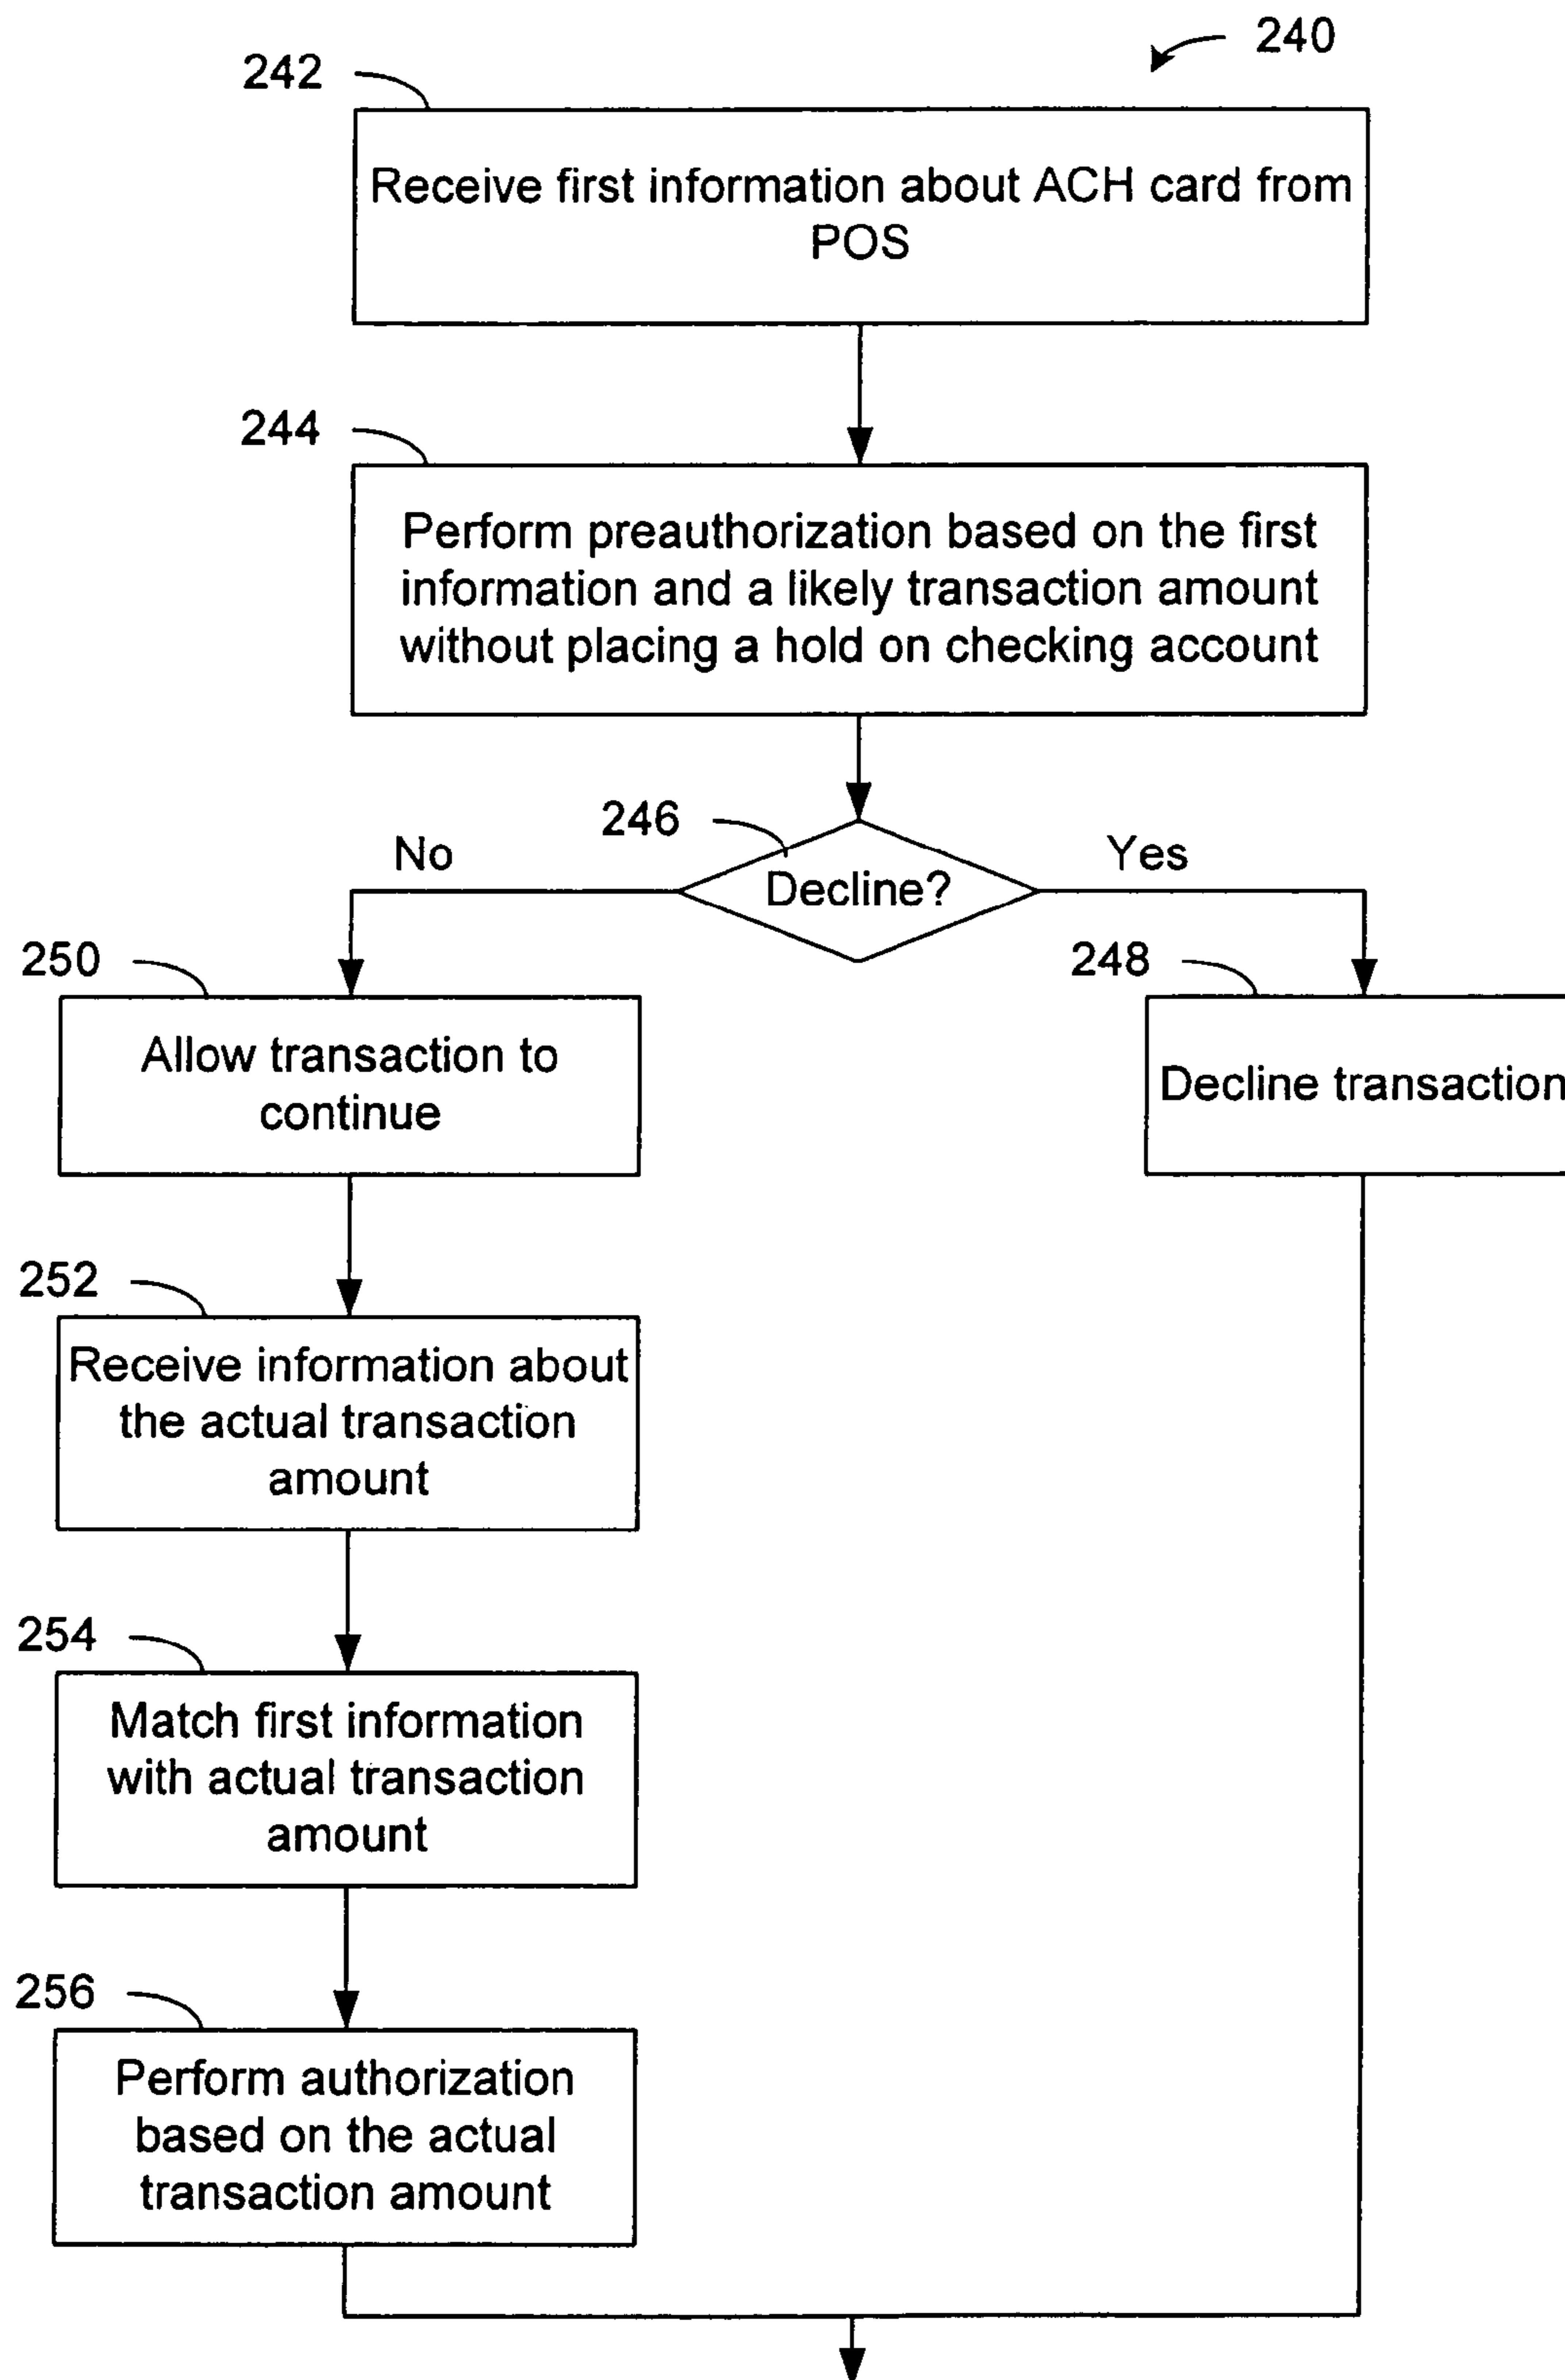 240
242
Receive first information about ACH card from
POS
244
Perform preauthorization based on the first
information and a likely transaction amount
without placing a hold on checking account
246
No
Yes
Decline?
250
248
Allow transaction to
continue
Decline transaction
252
Receive information about
the actual transaction
amount
254
Match first information
with actual transaction
amount
256
Perform authorization
based on the actual
transaction amount